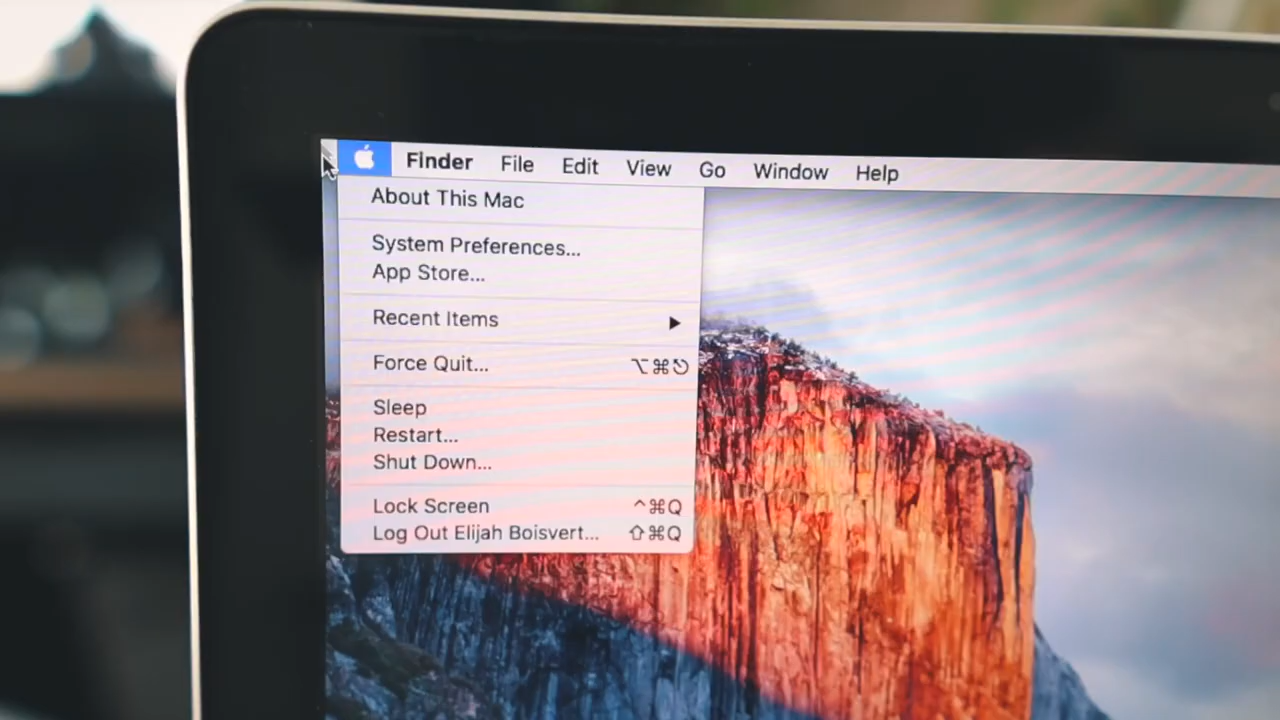 Finder File Edit View Go Window Help
About This Mac
System Preferences...
App Store...
Recent Items ▶
Force Quit... ⌥⌘⎋
Sleep
Restart...
Shut Down...
Lock Screen ^⌘Q
Log Out Elijah Boisvert... ⇧⌘Q